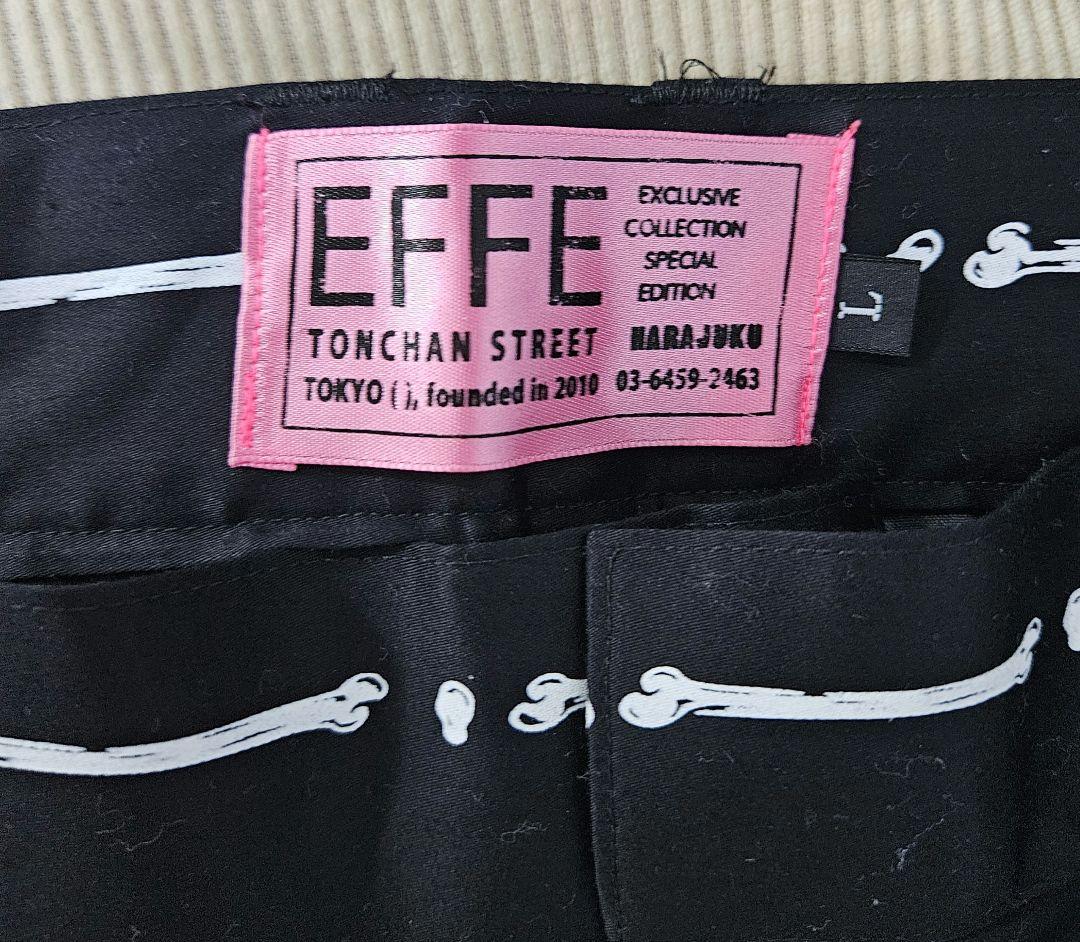 EFFE
EXCLUSIVE
COLLECTION
SPECIAL
EDITION
TONCHAN STREET
HARAJUKU
TOKYO ( ), founded in 2010
03-6459-2463
L